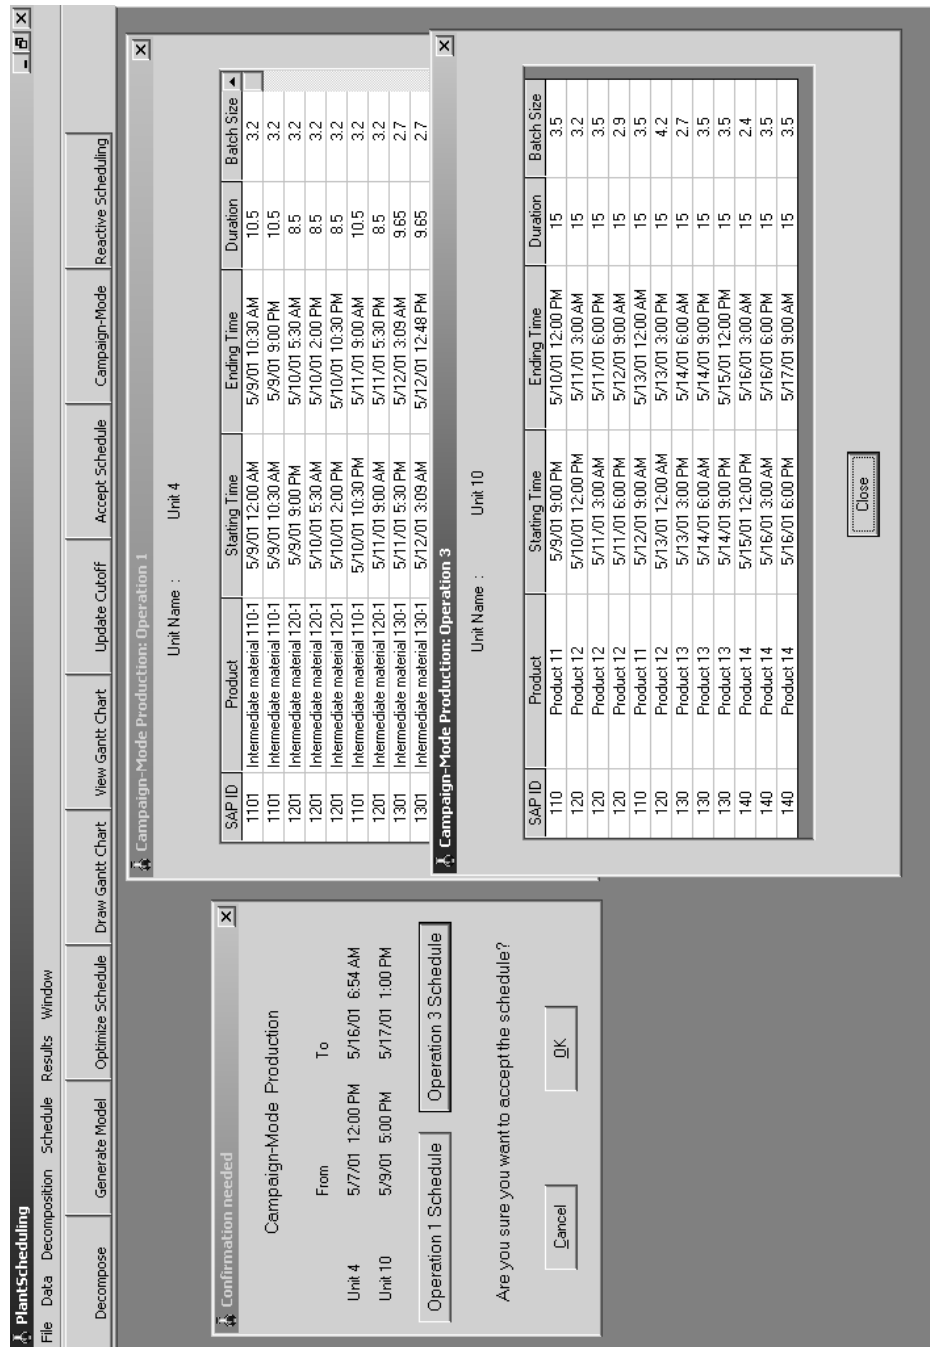 PlantScheduling
File Data Decomposition Schedule Results Window
Decompose Generate Model Optimize Schedule Draw Gantt Chart View Gantt Chart Update Cutoff Accept Schedule Campaign-Mode Reactive Scheduling
Confirmation needed
Campaign-Mode Production
From To
Unit 4 5/7/01 12:00 PM 5/16/01 6:54 AM
Unit 10 5/9/01 5:00 PM 5/17/01 1:00 PM
Operation 1 Schedule Operation 3 Schedule
Are you sure you want to accept the schedule?
Cancel OK
Campaign-Mode Production: Operation 1
Unit Name : Unit 4
SAP ID Product Starting Time Ending Time Duration Batch Size
1101 Intermediate material 110-1 5/9/01 12:00 AM 5/9/01 10:30 AM 10.5 3.2
1101 Intermediate material 110-1 5/9/01 10:30 AM 5/9/01 9:00 PM 10.5 3.2
1201 Intermediate material 120-1 5/9/01 9:00 PM 5/10/01 5:30 AM 8.5 3.2
1201 Intermediate material 120-1 5/10/01 5:30 AM 5/10/01 2:00 PM 8.5 3.2
1201 Intermediate material 120-1 5/10/01 2:00 PM 5/10/01 10:30 PM 8.5 3.2
1101 Intermediate material 110-1 5/10/01 10:30 PM 5/11/01 9:00 AM 10.5 3.2
1201 Intermediate material 120-1 5/11/01 9:00 AM 5/11/01 5:30 PM 8.5 3.2
1301 Intermediate material 130-1 5/11/01 5:30 PM 5/12/01 3:09 AM 9.65 2.7
1301 Intermediate material 130-1 5/12/01 3:09 AM 5/12/01 12:48 PM 9.65 2.7
Campaign-Mode Production: Operation 3
Unit Name : Unit 10
SAP ID Product Starting Time Ending Time Duration Batch Size
110 Product 11 5/9/01 9:00 PM 5/10/01 12:00 PM 15 3.5
120 Product 12 5/10/01 12:00 PM 5/11/01 3:00 AM 15 3.2
120 Product 12 5/11/01 3:00 AM 5/11/01 6:00 PM 15 3.5
120 Product 12 5/11/01 6:00 PM 5/12/01 9:00 AM 15 2.9
110 Product 11 5/12/01 9:00 AM 5/13/01 12:00 AM 15 3.5
120 Product 12 5/13/01 12:00 AM 5/13/01 3:00 PM 15 4.2
130 Product 13 5/13/01 3:00 PM 5/14/01 6:00 AM 15 2.7
130 Product 13 5/14/01 6:00 AM 5/14/01 9:00 PM 15 3.5
130 Product 13 5/14/01 9:00 PM 5/15/01 12:00 PM 15 3.5
140 Product 14 5/15/01 12:00 PM 5/16/01 3:00 AM 15 2.4
140 Product 14 5/16/01 3:00 AM 5/16/01 6:00 PM 15 3.5
140 Product 14 5/16/01 6:00 PM 5/17/01 9:00 AM 15 3.5
Close